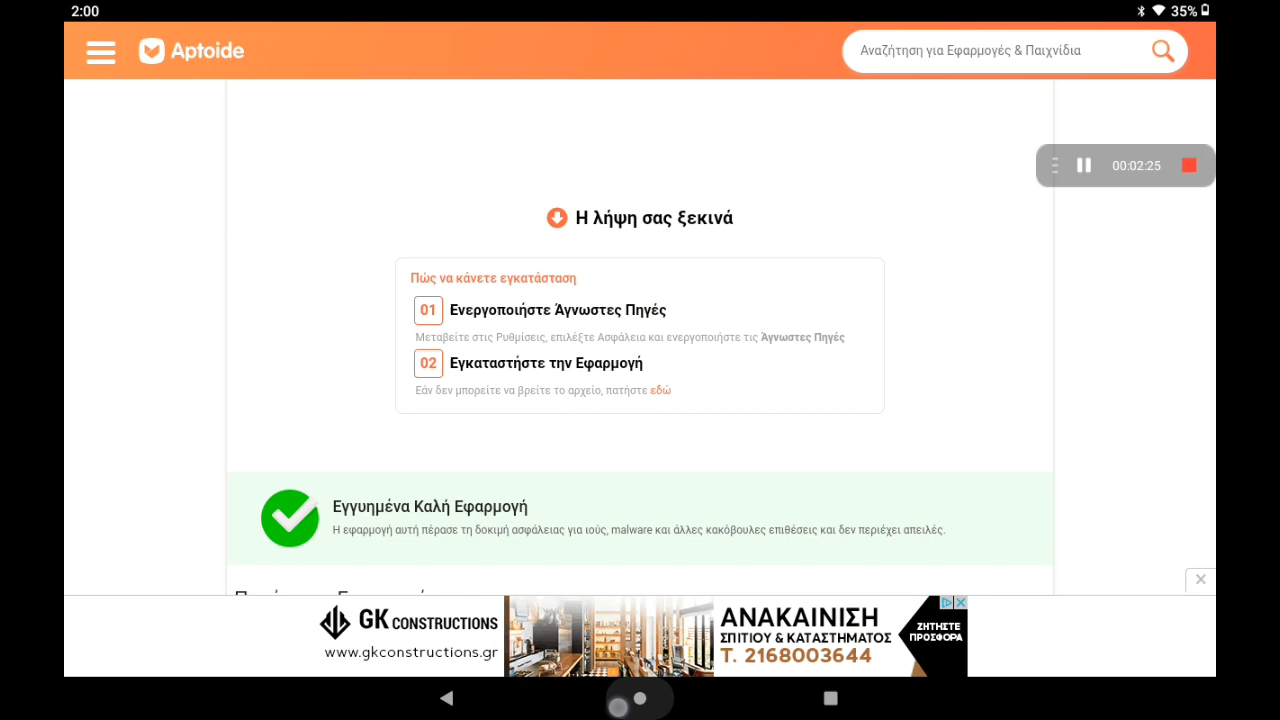 2:00
35%
Aptoide
Αναζήτηση για Εφαρμογές & Παιχνίδια
00:02:25
Η λήψη σας ξεκινά
Πώς να κάνετε εγκατάσταση
01 Ενεργοποιήστε Άγνωστες Πηγές
Μεταβείτε στις Ρυθμίσεις, επιλέξτε Ασφάλεια και ενεργοποιήστε τις Άγνωστες Πηγές
02 Εγκαταστήστε την Εφαρμογή
Εάν δεν μπορείτε να βρείτε το αρχείο, πατήστε εδώ
Εγγυημένα Καλή Εφαρμογή
Η εφαρμογή αυτή πέρασε τη δοκιμή ασφάλειας για ιούς, malware και άλλες κακόβουλες επιθέσεις και δεν περιέχει απειλές.
GK CONSTRUCTIONS
www.gkconstructions.gr
ΑΝΑΚΑΙΝΙΣΗ
ΣΠΙΤΙΟΥ & ΚΑΤΑΣΤΗΜΑΤΟΣ
Τ. 2168003644
ΖΗΤΗΣΤΕ
ΠΡΟΣΦΟΡΑ